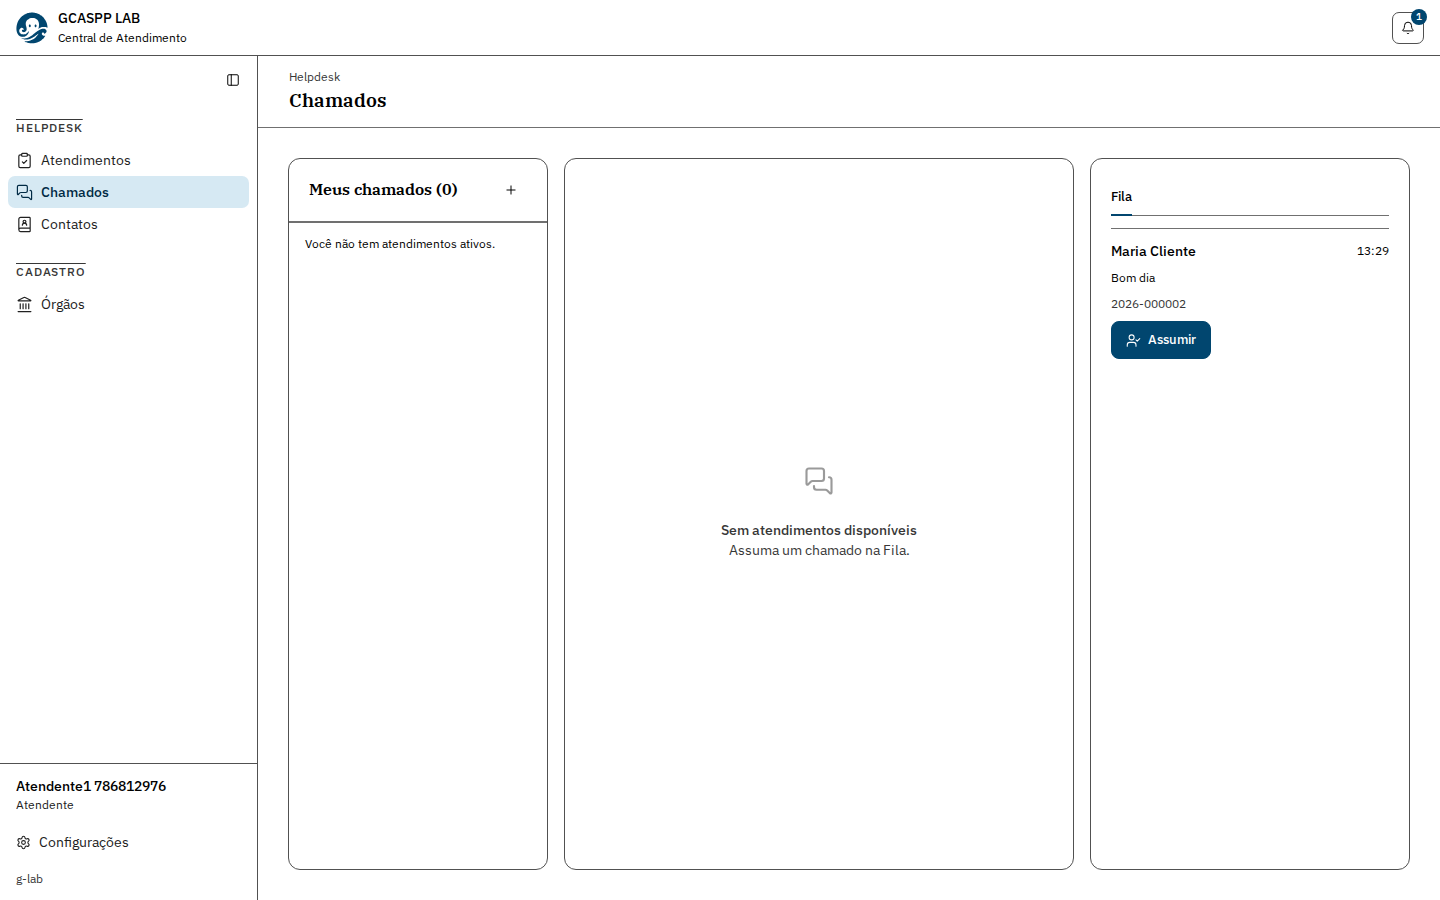 GCASPP LAB
Central de Atendimento
1
HELPDESK
Atendimentos
Chamados
Contatos
CADASTRO
Órgãos
Atendente1 786812976
Atendente
Configurações
g-lab
Helpdesk
Chamados
Meus chamados (0)
Você não tem atendimentos ativos.
Sem atendimentos disponíveis
Assuma um chamado na Fila.
Fila
Maria Cliente 13:29
Bom dia
2026-000002
Assumir